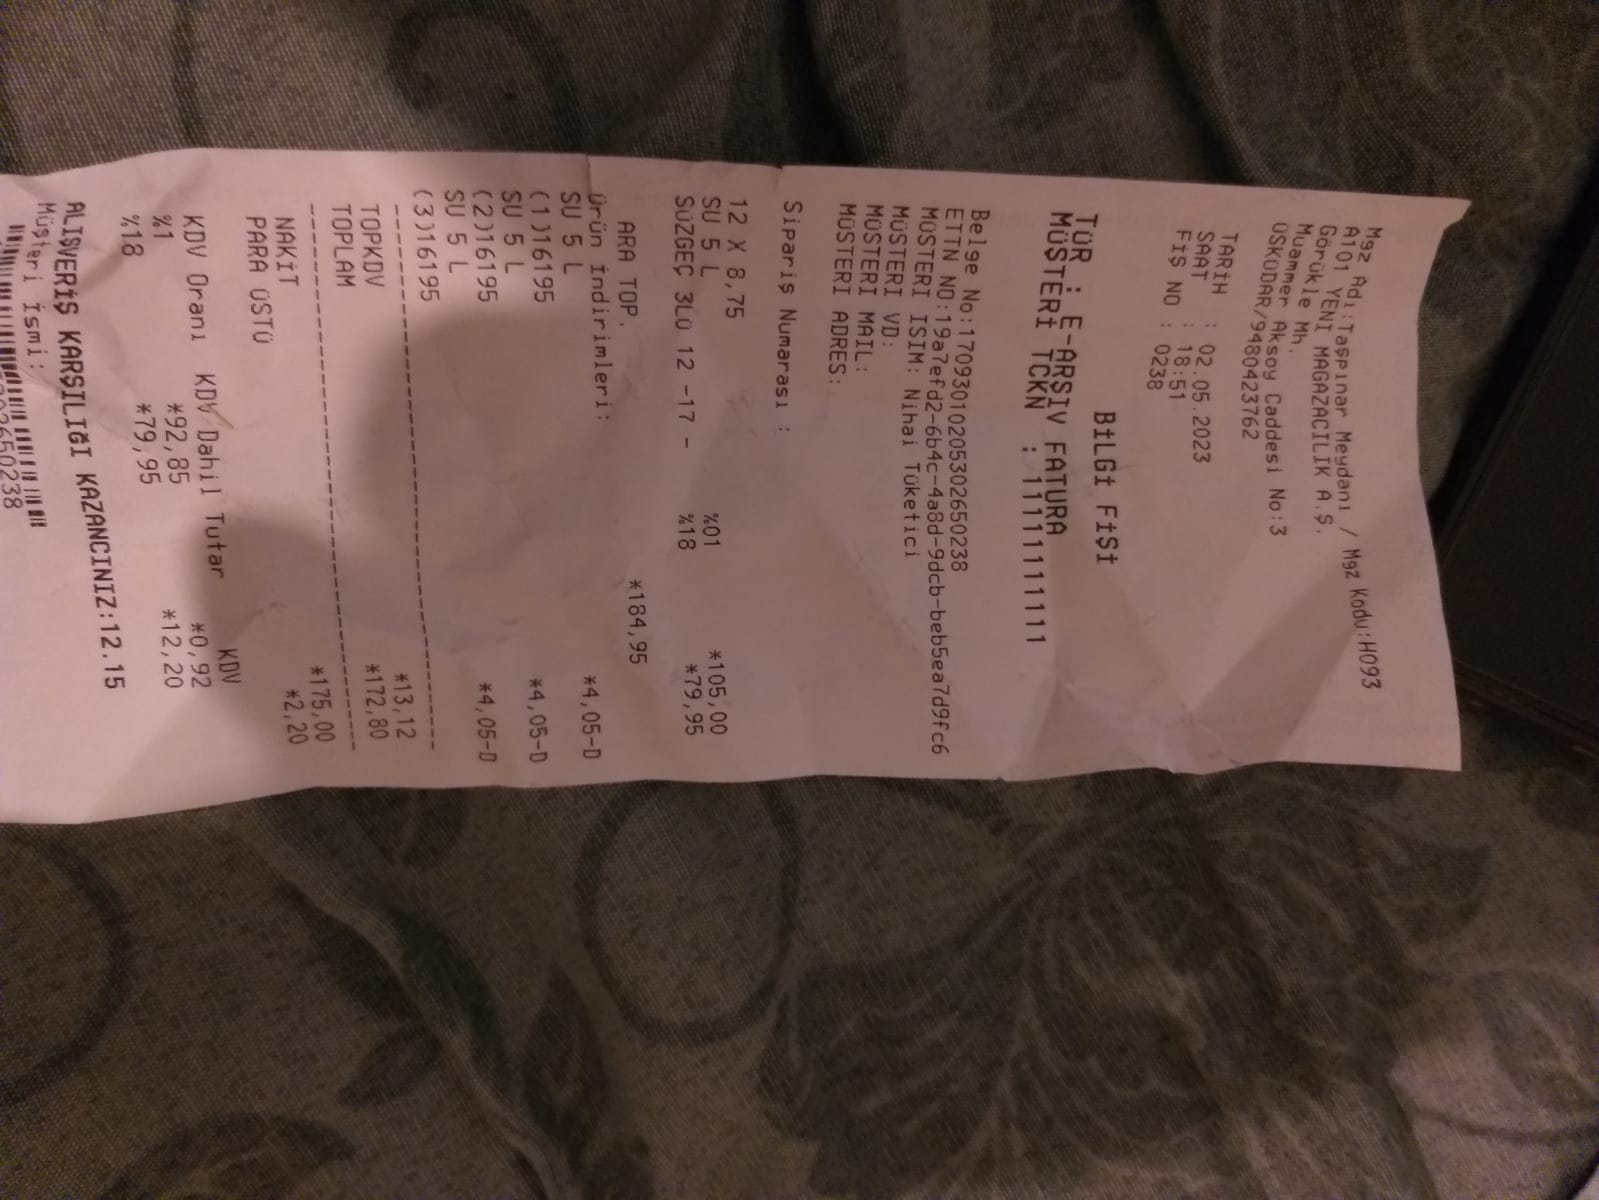 Mgz Adı:Taşpınar Meydanı / Mgz Kodu:H093
A101 YENİ MAGAZACILIK A.Ş.
Görükle Mh.
Muammer Aksoy Caddesi No:3
ÜSKÜDAR/9480423762
TARİH : 02.05.2023
SAAT : 18:51
FİŞ NO : 0238
BİLGİ FİŞİ
TÜR : E-ARŞİV FATURA
MÜŞTERİ TCKN : 11111111111
Belge No:1709301020530265​0238
ETTN NO:19a7efd2-6b4c-4a8d-9dcb-beb5ea7d9fc6
MÜŞTERİ İSİM: Nihai Tüketici
MÜŞTERİ VD:
MÜŞTERİ MAIL:
MÜŞTERİ ADRES:
Sipariş Numarası :
12 X 8,75
SU 5 L %01 *105,00
SÜZGEÇ 3LÜ 12 -17 - %18 *79,95
ARA TOP. *184,95
Ürün İndirimleri:
SU 5 L *4,05-D
(1)16195
SU 5 L *4,05-D
(2)16195
SU 5 L *4,05-D
(3)16195
TOPKDV *13,12
TOPLAM *172,80
NAKİT *175,00
PARA ÜSTÜ *2,20
KDV Oranı KDV Dahil Tutar KDV
%1 *92,85 *0,92
%18 *79,95 *12,20
ALIŞVERİŞ KARŞILIĞI KAZANCINIZ:12.15
Müşteri İsmi: